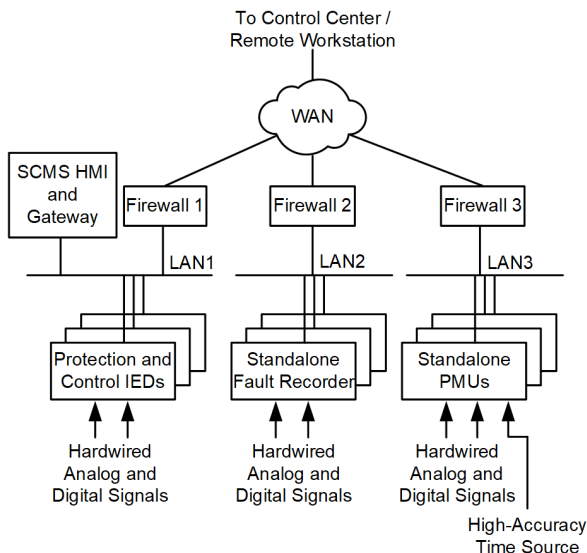 To Control Center /
Remote Workstation
WAN
SCMS HMI
and
Gateway
Firewall 1
Firewall 2
Firewall 3
LAN1
LAN2
LAN3
Protection and
Control IEDs
Standalone
Fault Recorder
Standalone
PMUs
Hardwired
Analog and
Digital Signals
Hardwired
Analog and
Digital Signals
Hardwired
Analog and
Digital Signals
High-Accuracy
Time Source